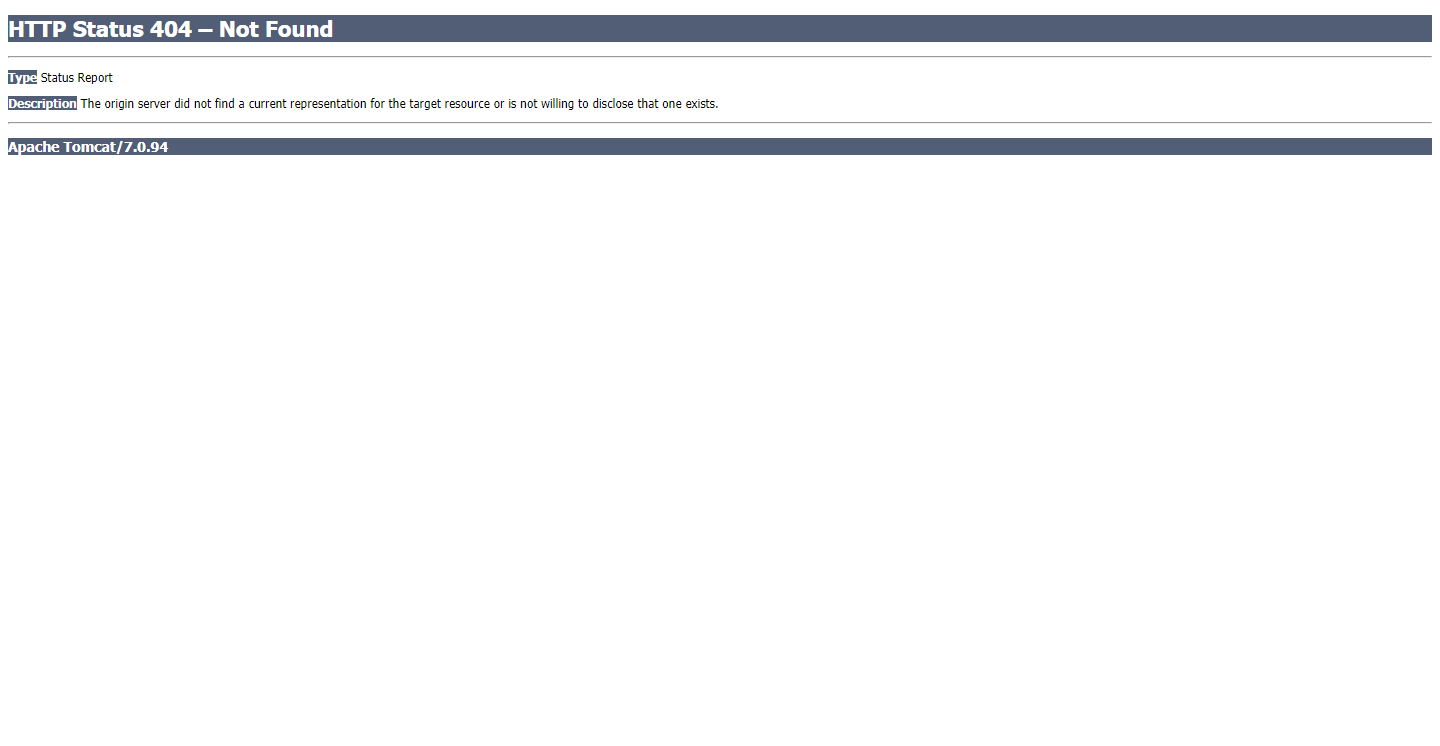 HTTP Status 404 – Not Found
Type Status Report
Description The origin server did not find a current representation for the target resource or is not willing to disclose that one exists.
Apache Tomcat/7.0.94